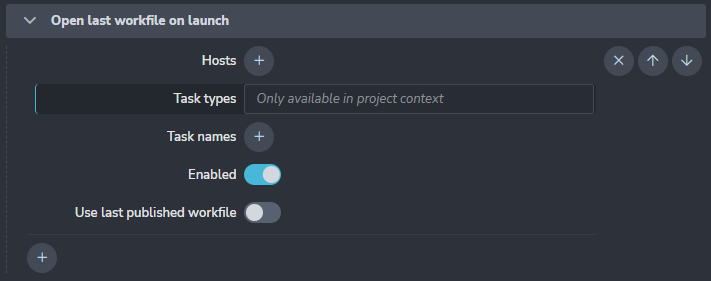 Open last workfile on launch
Hosts
Task types Only available in project context
Task names
Enabled
Use last published workfile